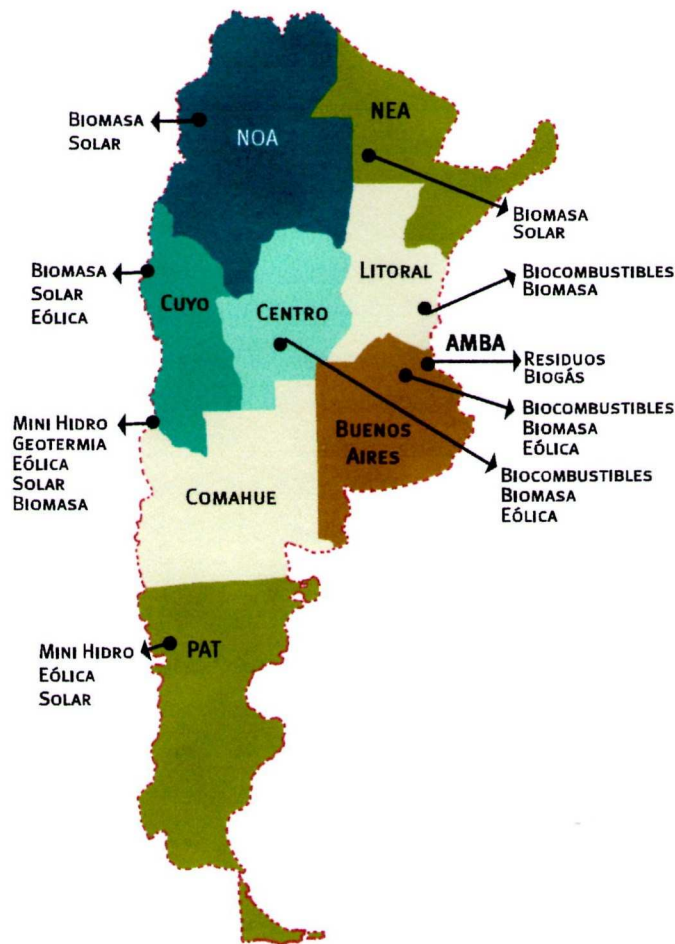 NOA
NEA
BIOMASA
SOLAR
BIOMASA
SOLAR
BIOMASA
SOLAR
EÓLICA
CUYO
CENTRO
LITORAL
BIOCOMBUSTIBLES
BIOMASA
AMBA
RESIDUOS
BIOGÁS
BUENOS
AIRES
BIOCOMBUSTIBLES
BIOMASA
EÓLICA
BIOCOMBUSTIBLES
BIOMASA
EÓLICA
MINI HIDRO
GEOTERMIA
EÓLICA
SOLAR
BIOMASA
COMAHUE
PAT
MINI HIDRO
EÓLICA
SOLAR